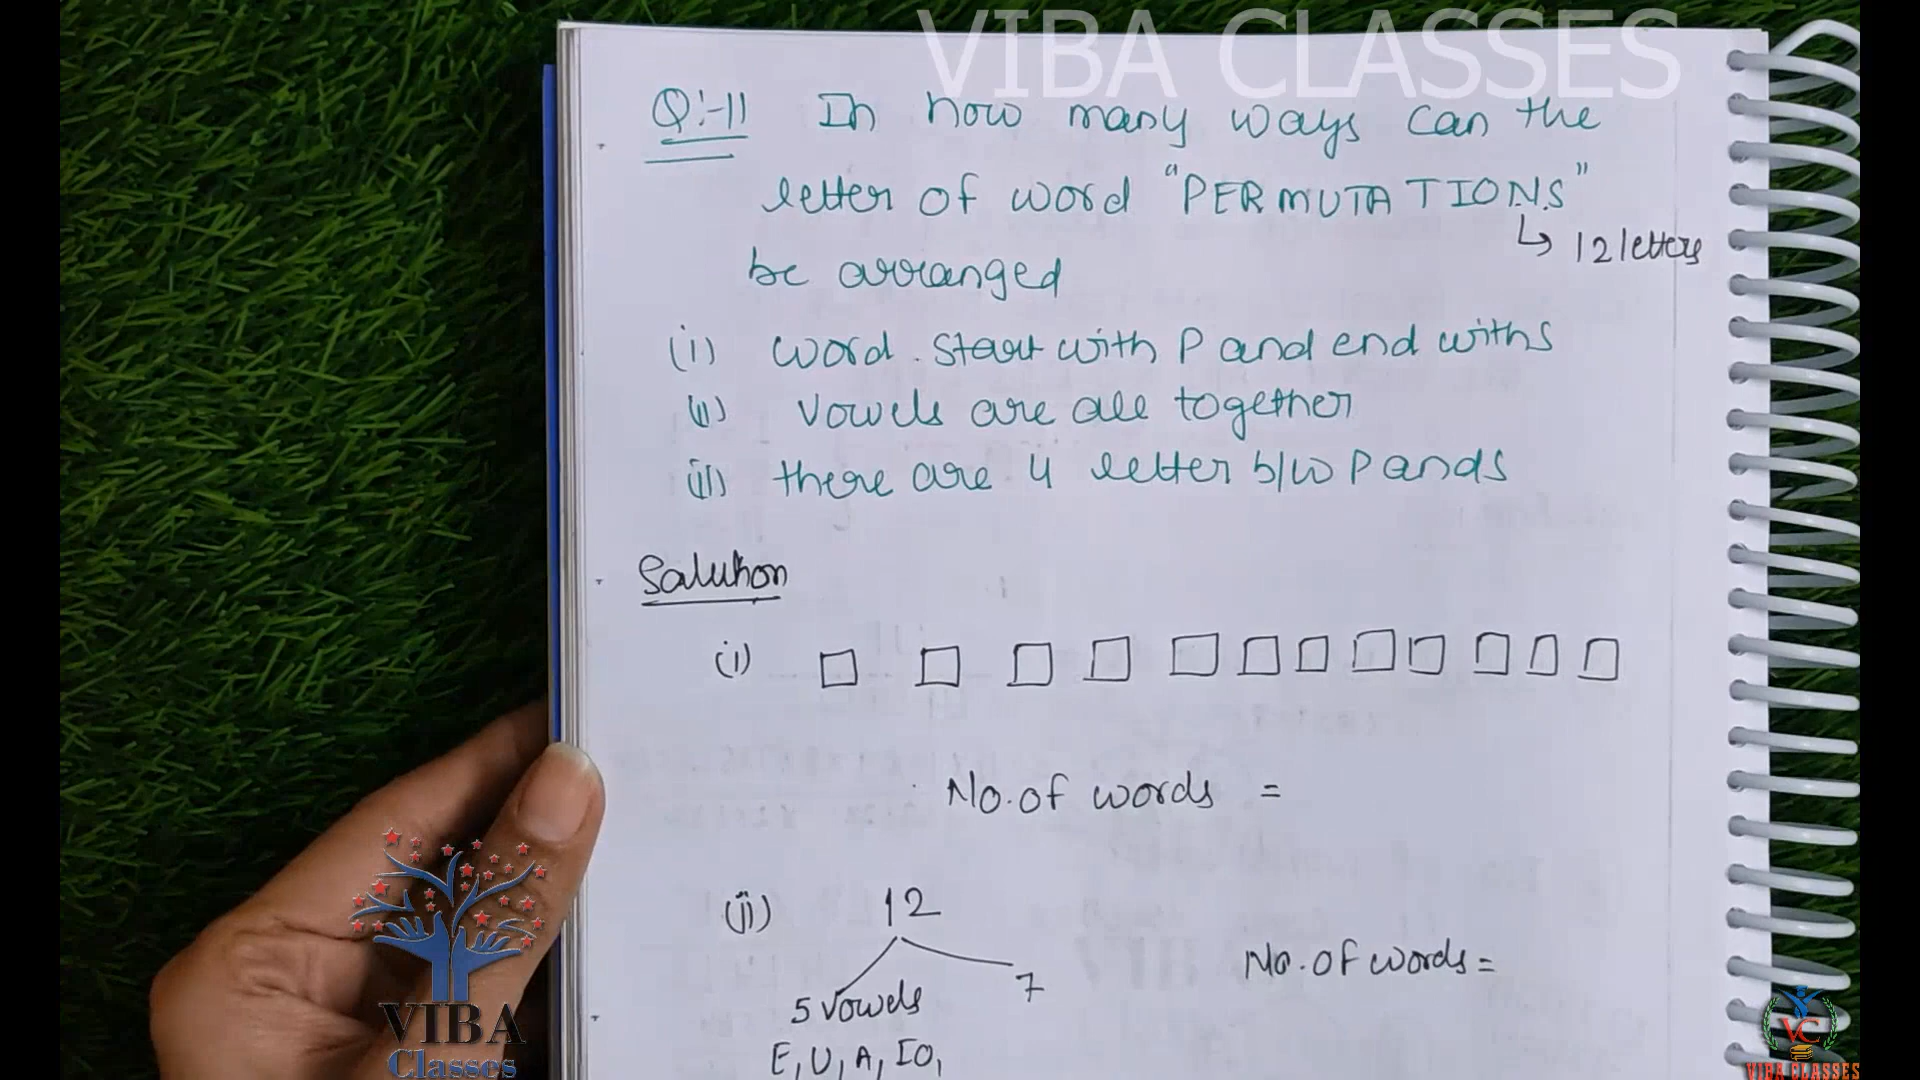 VIBA CLASSES
Q:-11 In how many ways can the
letter of word "PERMUTATIONS"
↳ 12 letters
be arranged
(i) word start with P and end with S
(ii) vowels are all together
(iii) there are 4 letter b/w P and S
Solution
(i)
No. of words =
(ii) 12
No. of words =
5 vowels 7
E, U, A, I O,
VIBA
Classes
VC
VIBA CLASSES